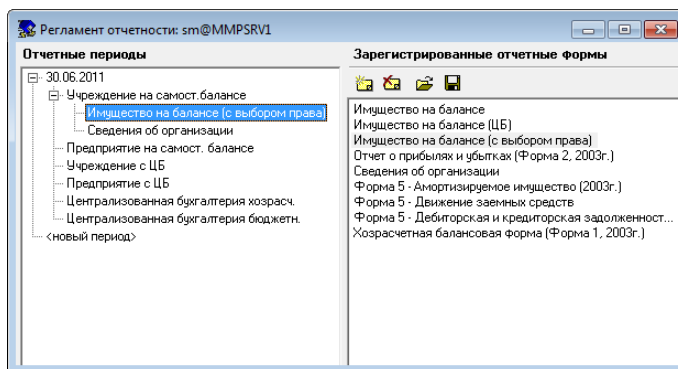 Регламент отчетности: sm@MMPSRV1
Отчетные периоды
30.06.2011
Учреждение на самост.балансе
Имущество на балансе (с выбором права)
Сведения об организации
Предприятие на самост. балансе
Учреждение с ЦБ
Предприятие с ЦБ
Централизованная бухгалтерия хозрасч.
Централизованная бухгалтерия бюджетн.
<новый период>
Зарегистрированные отчетные формы
Имущество на балансе
Имущество на балансе (ЦБ)
Имущество на балансе (с выбором права)
Отчет о прибылях и убытках (Форма 2, 2003г.)
Сведения об организации
Форма 5 - Амортизируемое имущество (2003г.)
Форма 5 - Движение заемных средств
Форма 5 - Дебиторская и кредиторская задолженност...
Хозрасчетная балансовая форма (Форма 1, 2003г.)